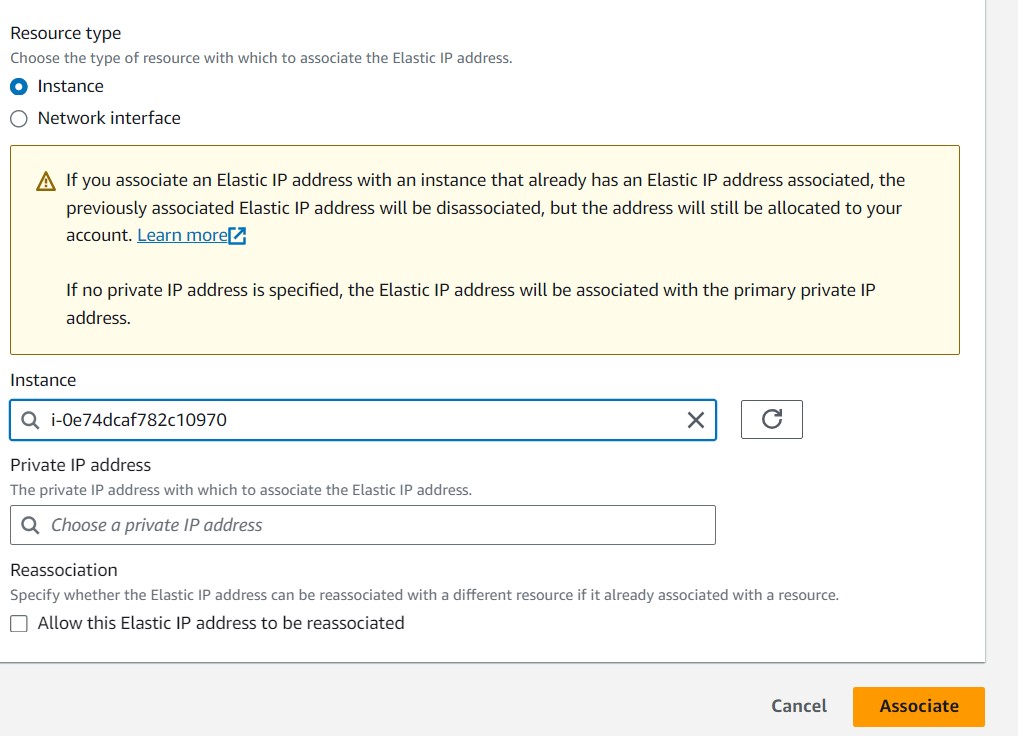 Resource type
Choose the type of resource with which to associate the Elastic IP address.
Instance
Network interface
If you associate an Elastic IP address with an instance that already has an Elastic IP address associated, the
previously associated Elastic IP address will be disassociated, but the address will still be allocated to your
account. Learn more
If no private IP address is specified, the Elastic IP address will be associated with the primary private IP
address.
Instance
i-0e74dcaf782c10970
Private IP address
The private IP address with which to associate the Elastic IP address.
Choose a private IP address
Reassociation
Specify whether the Elastic IP address can be reassociated with a different resource if it already associated with a resource.
Allow this Elastic IP address to be reassociated
Cancel Associate